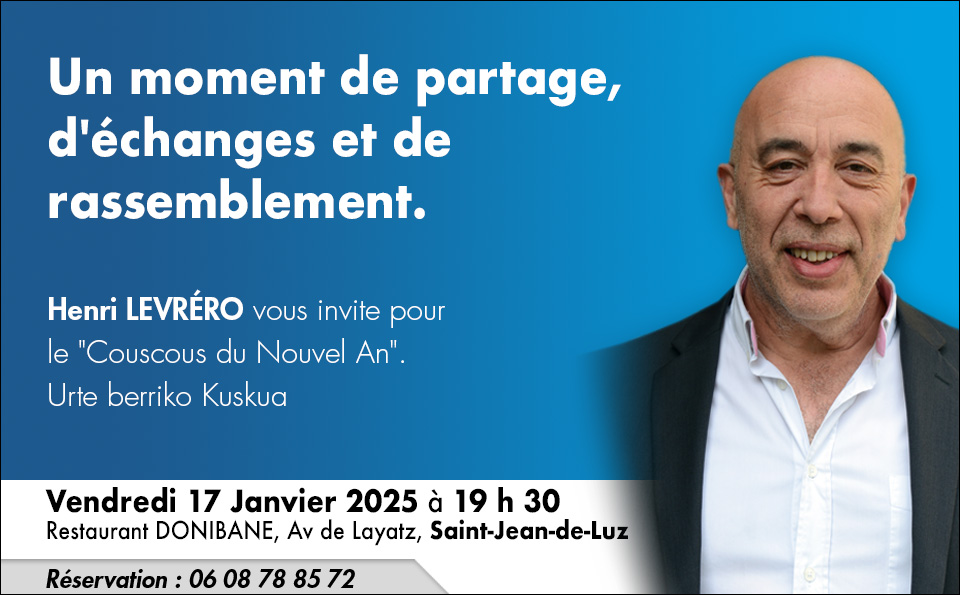 Un moment de partage,
d'échanges et de
rassemblement.
Henri LEVRÉRO vous invite pour
le "Couscous du Nouvel An".
Urte berriko Kuskua
Vendredi 17 Janvier 2025 à 19 h 30
Restaurant DONIBANE, Av de Layatz, Saint-Jean-de-Luz
Réservation : 06 08 78 85 72